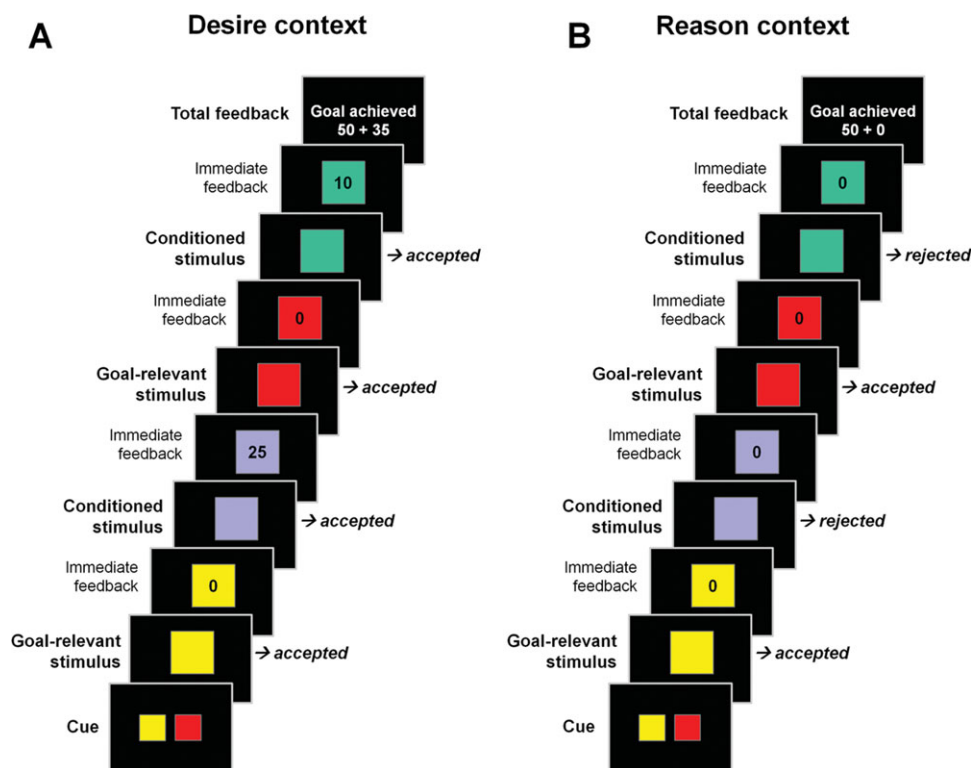 A
Desire context
Total feedback
Goal achieved
50 + 35
Immediate
feedback
10
Conditioned
stimulus
→ accepted
Immediate
feedback
0
Goal-relevant
stimulus
→ accepted
Immediate
feedback
25
Conditioned
stimulus
→ accepted
Immediate
feedback
0
Goal-relevant
stimulus
→ accepted
Cue
B
Reason context
Total feedback
Goal achieved
50 + 0
Immediate
feedback
0
Conditioned
stimulus
→ rejected
Immediate
feedback
0
Goal-relevant
stimulus
→ accepted
Immediate
feedback
0
Conditioned
stimulus
→ rejected
Immediate
feedback
0
Goal-relevant
stimulus
→ accepted
Cue